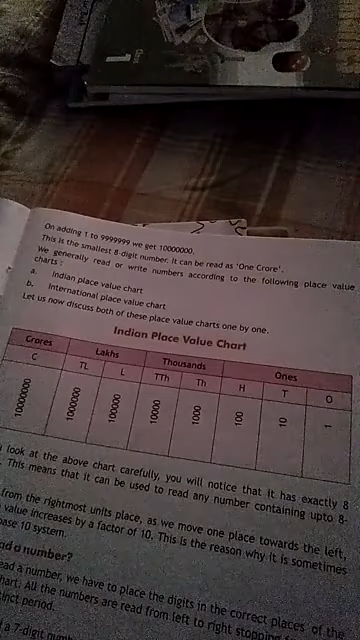 On adding 1 to 9999999 we get 10000000.
This is the smallest 8-digit number. It can be read as 'One Crore'.
We generally read or write numbers according to the following place value
charts :
a. Indian place value chart
b. International place value chart
Let us now discuss both of these place value charts one by one.
Indian Place Value Chart
Crores Lakhs Thousands Ones
C TL L TTh Th H T O
10000000 1000000 100000 10000 1000 100 10 1
look at the above chart carefully, you will notice that it has exactly 8
. This means that it can be used to read any number containing upto 8-
from the rightmost units place, as we move one place towards the left,
value increases by a factor of 10. This is the reason why it is sometimes
base 10 system.
ad a number?
ead a number, we have to place the digits in the correct places of the
hart. All the numbers are read from left to right stopping
inct period.
a 7-digit